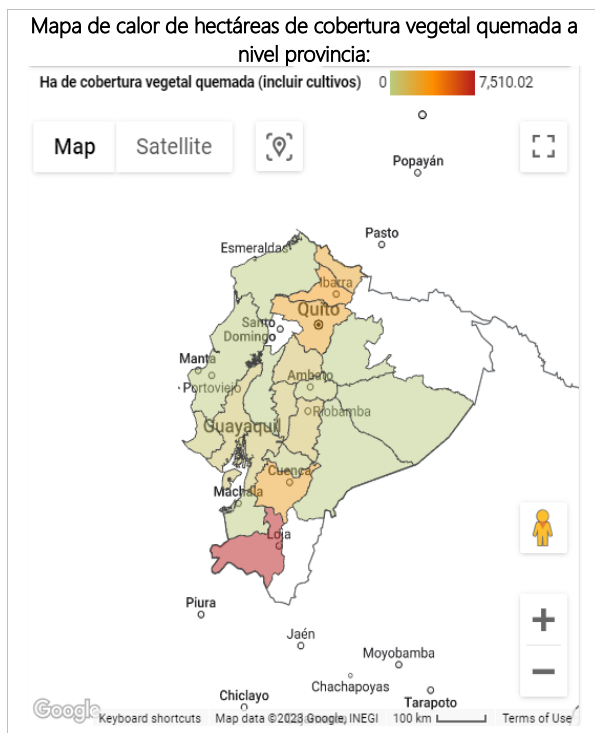 Mapa de calor de hectáreas de cobertura vegetal quemada a
nivel provincia:
Ha de cobertura vegetal quemada (incluir cultivos) 0 7,510.02
Map Satellite
Popayán
Pasto
Esmeraldas
Ibarra
Quito
Santo
Domingo
Manta
Portoviejo
Ambato
Riobamba
Guayaquil
Cuenca
Machala
Loja
Piura
Jaén
Moyobamba
Chachapoyas
Chiclayo
Tarapoto
Google
Keyboard shortcuts Map data ©2023 Google, INEGI 100 km Terms of Use